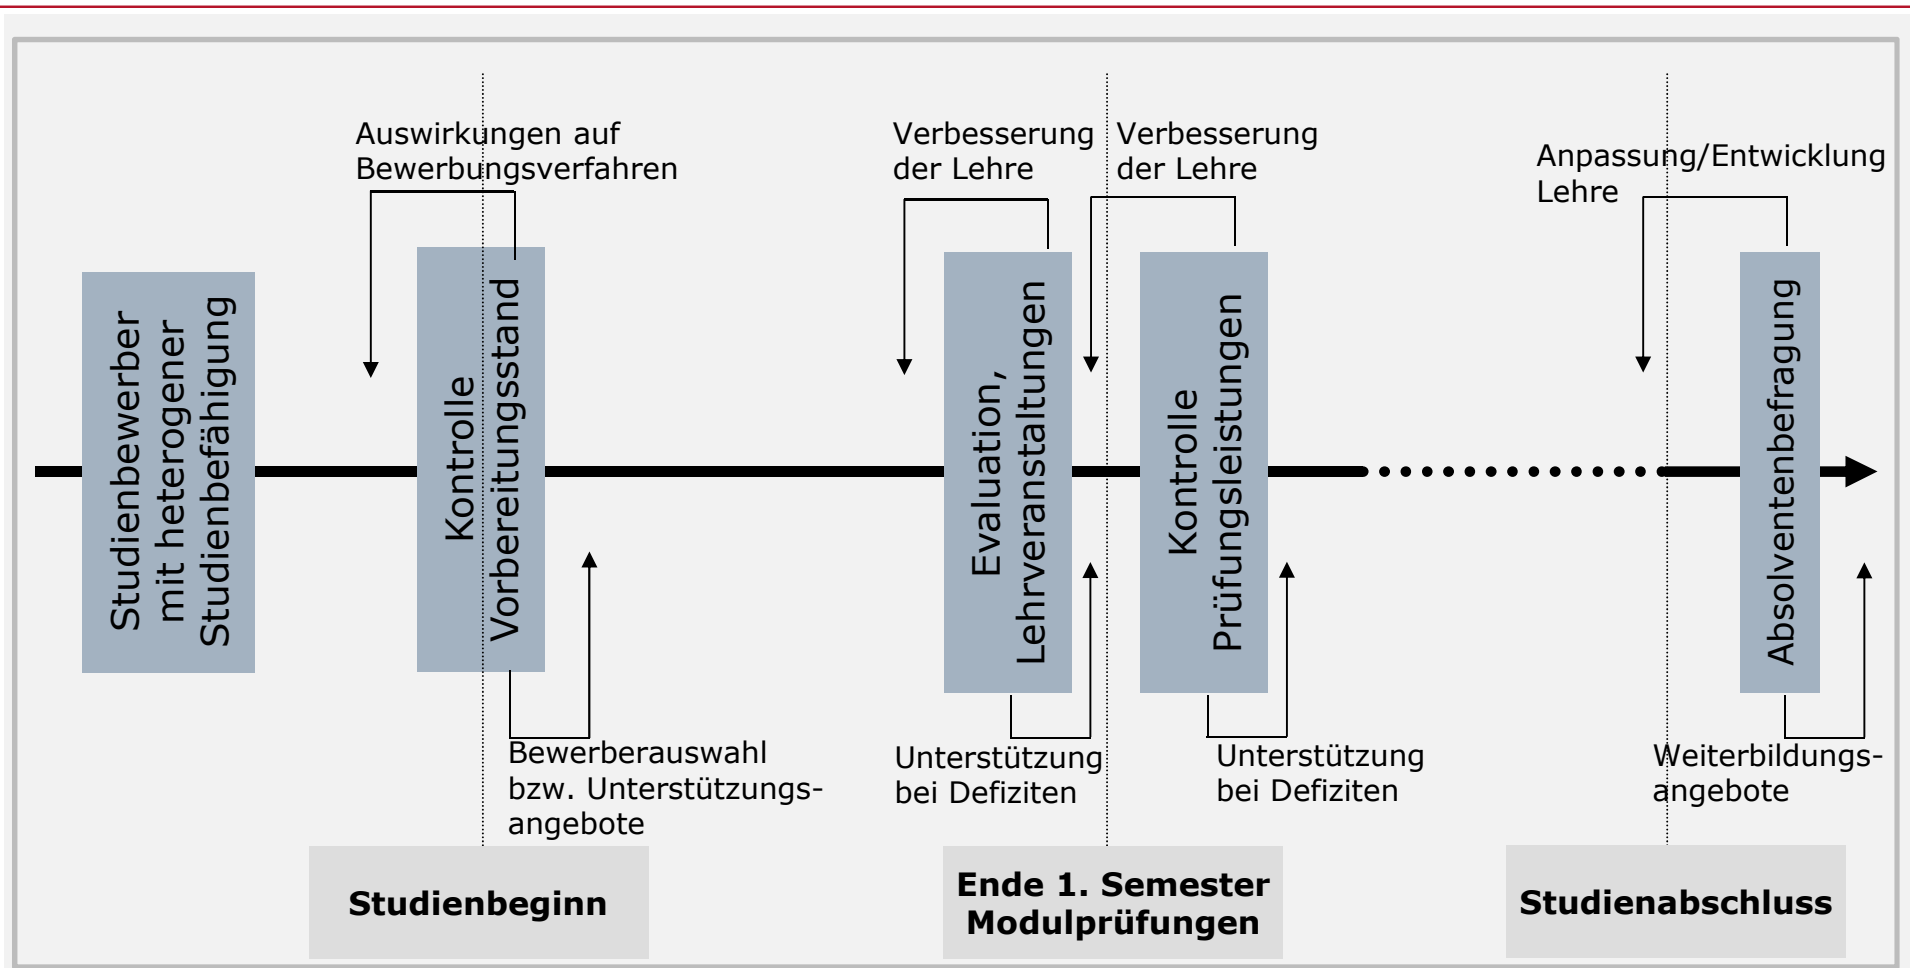 Auswirkungen auf
Bewerbungsverfahren
Verbesserung
der Lehre
Verbesserung
der Lehre
Anpassung/Entwicklung
Lehre
Studienbewerber
mit heterogener
Studienbefähigung
Kontrolle
Vorbereitungsstand
Evaluation,
Lehrveranstaltungen
Kontrolle
Prüfungsleistungen
Absolventenbefragung
Bewerberauswahl
bzw. Unterstützungs-
angebote
Unterstützung
bei Defiziten
Unterstützung
bei Defiziten
Weiterbildungs-
angebote
Studienbeginn
Ende 1. Semester
Modulprüfungen
Studienabschluss